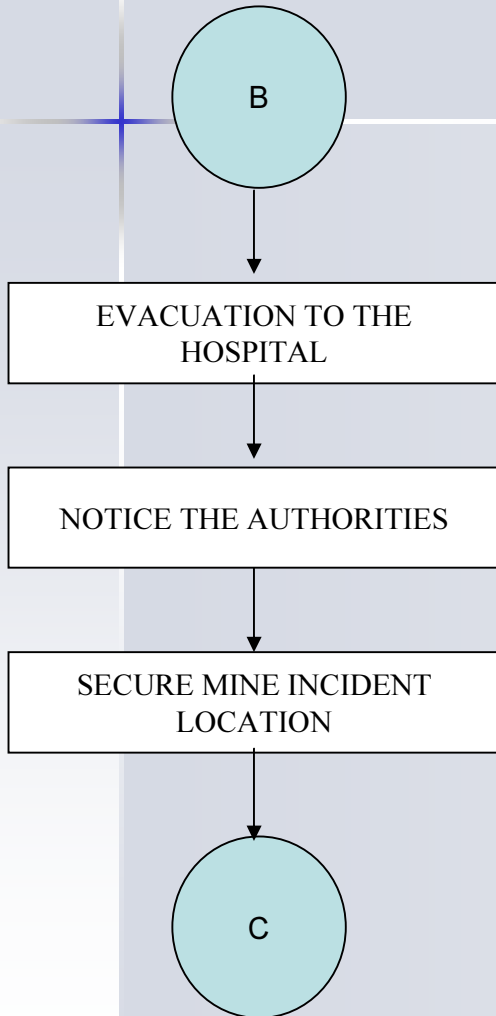 B
EVACUATION TO THE
HOSPITAL
NOTICE THE AUTHORITIES
SECURE MINE INCIDENT
LOCATION
C